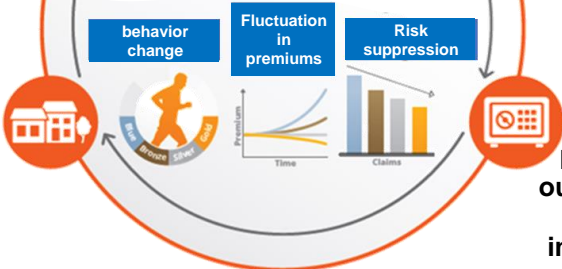 behavior
change
Fluctuation
in
premiums
Risk
suppression
Blue
Bronze
Silver
Gold
Premium
Time
Claims
ou
in